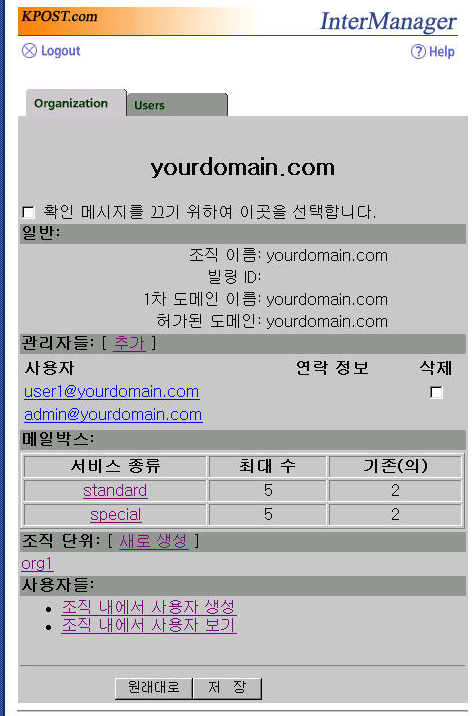 KPOST.com
InterManager
Logout Help
Organization Users
yourdomain.com
확인 메시지를 끄기 위하여 이곳을 선택합니다.
일반:
조직 이름: yourdomain.com
빌링 ID:
1차 도메인 이름: yourdomain.com
허가된 도메인: yourdomain.com
관리자들: [ 추가 ]
사용자 연락 정보 삭제
user1@yourdomain.com
admin@yourdomain.com
메일박스:
서비스 종류 최대 수 기존(의)
standard 5 2
special 5 2
조직 단위: [ 새로 생성 ]
org1
사용자들:
조직 내에서 사용자 생성
조직 내에서 사용자 보기
원래대로 저 장